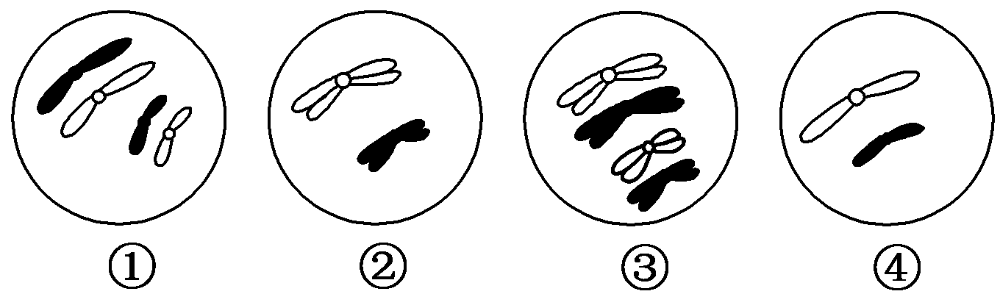 ① ② ③ ④